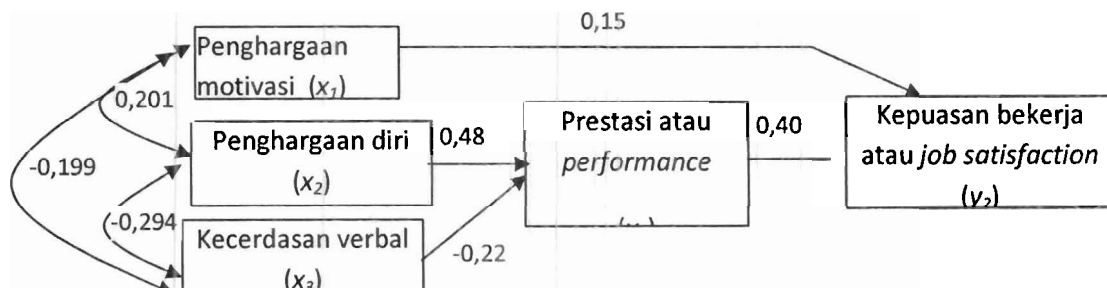 0,15
Penghargaan
motivasi (x₁)
0,201
Penghargaan diri
(x₂)
0,48
Prestasi atau
performance
0,40
Kepuasan bekerja
atau job satisfaction
(y₂)
-0,199
-0,294
Kecerdasan verbal
(x₃)
-0,22